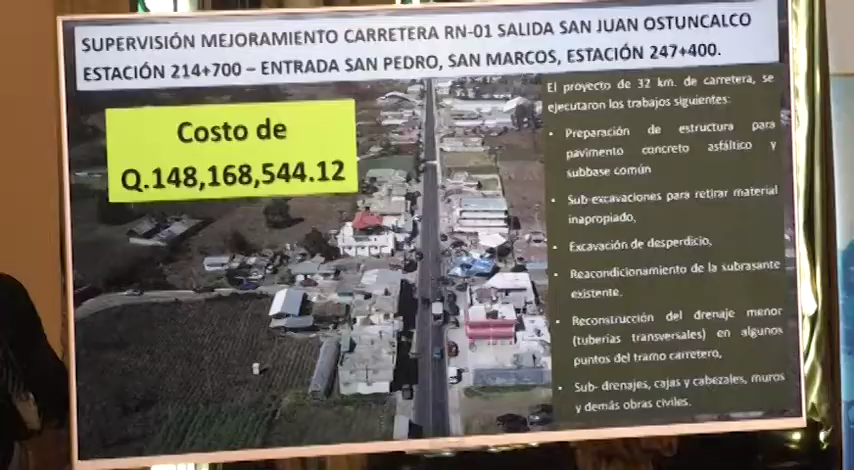 SUPERVISIÓN MEJORAMIENTO CARRETERA RN-01 SALIDA SAN JUAN OSTUNCALCO
ESTACIÓN 214+700 – ENTRADA SAN PEDRO, SAN MARCOS, ESTACIÓN 247+400.
Costo de
Q.148,168,544.12
El proyecto de 32 km. de carretera, se
ejecutaron los trabajos siguientes:
• Preparación de estructura para
pavimento concreto asfáltico y
subbase común
• Sub-excavaciones para retirar material
inapropiado,
• Excavación de desperdicio,
• Reacondicionamiento de la subrasante
existente.
• Reconstrucción del drenaje menor
(tuberías transversales) en algunos
puntos del tramo carretero,
• Sub- drenajes, cajas y cabezales, muros
y demás obras civiles.